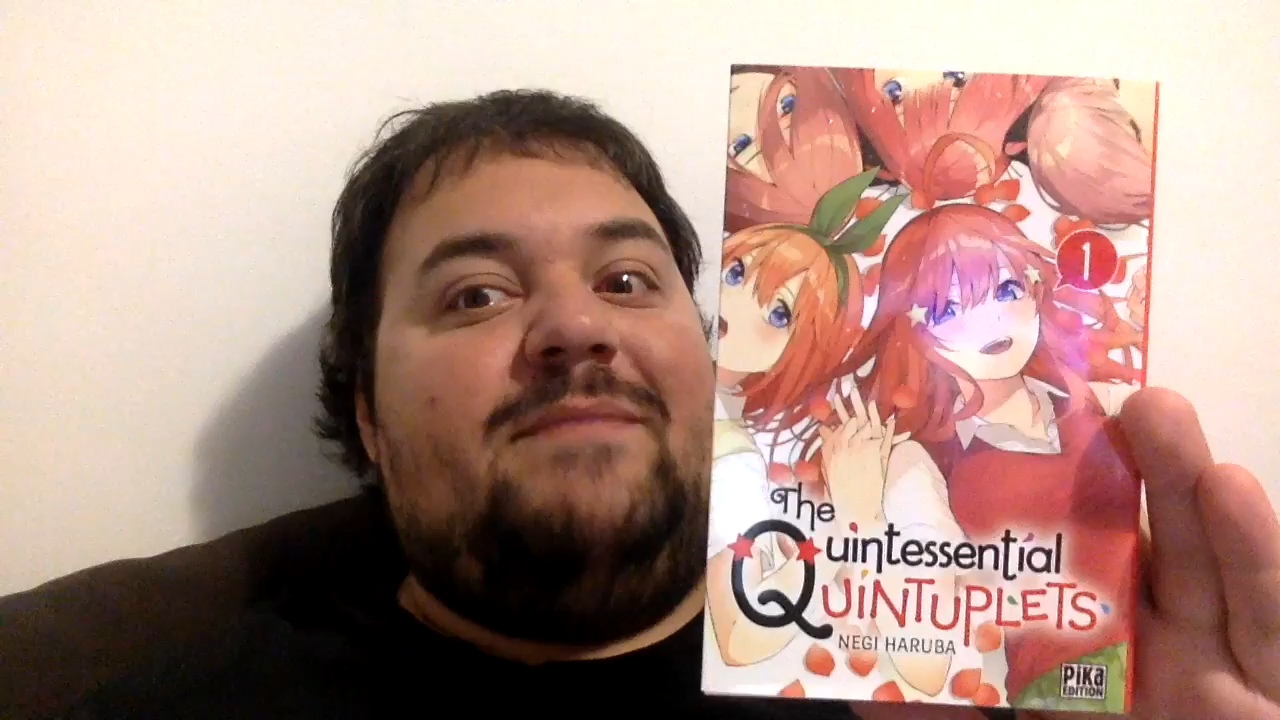 1
The
Quintessential
QUINTUPLETS
NEGI HARUBA
PIKA
EDITION